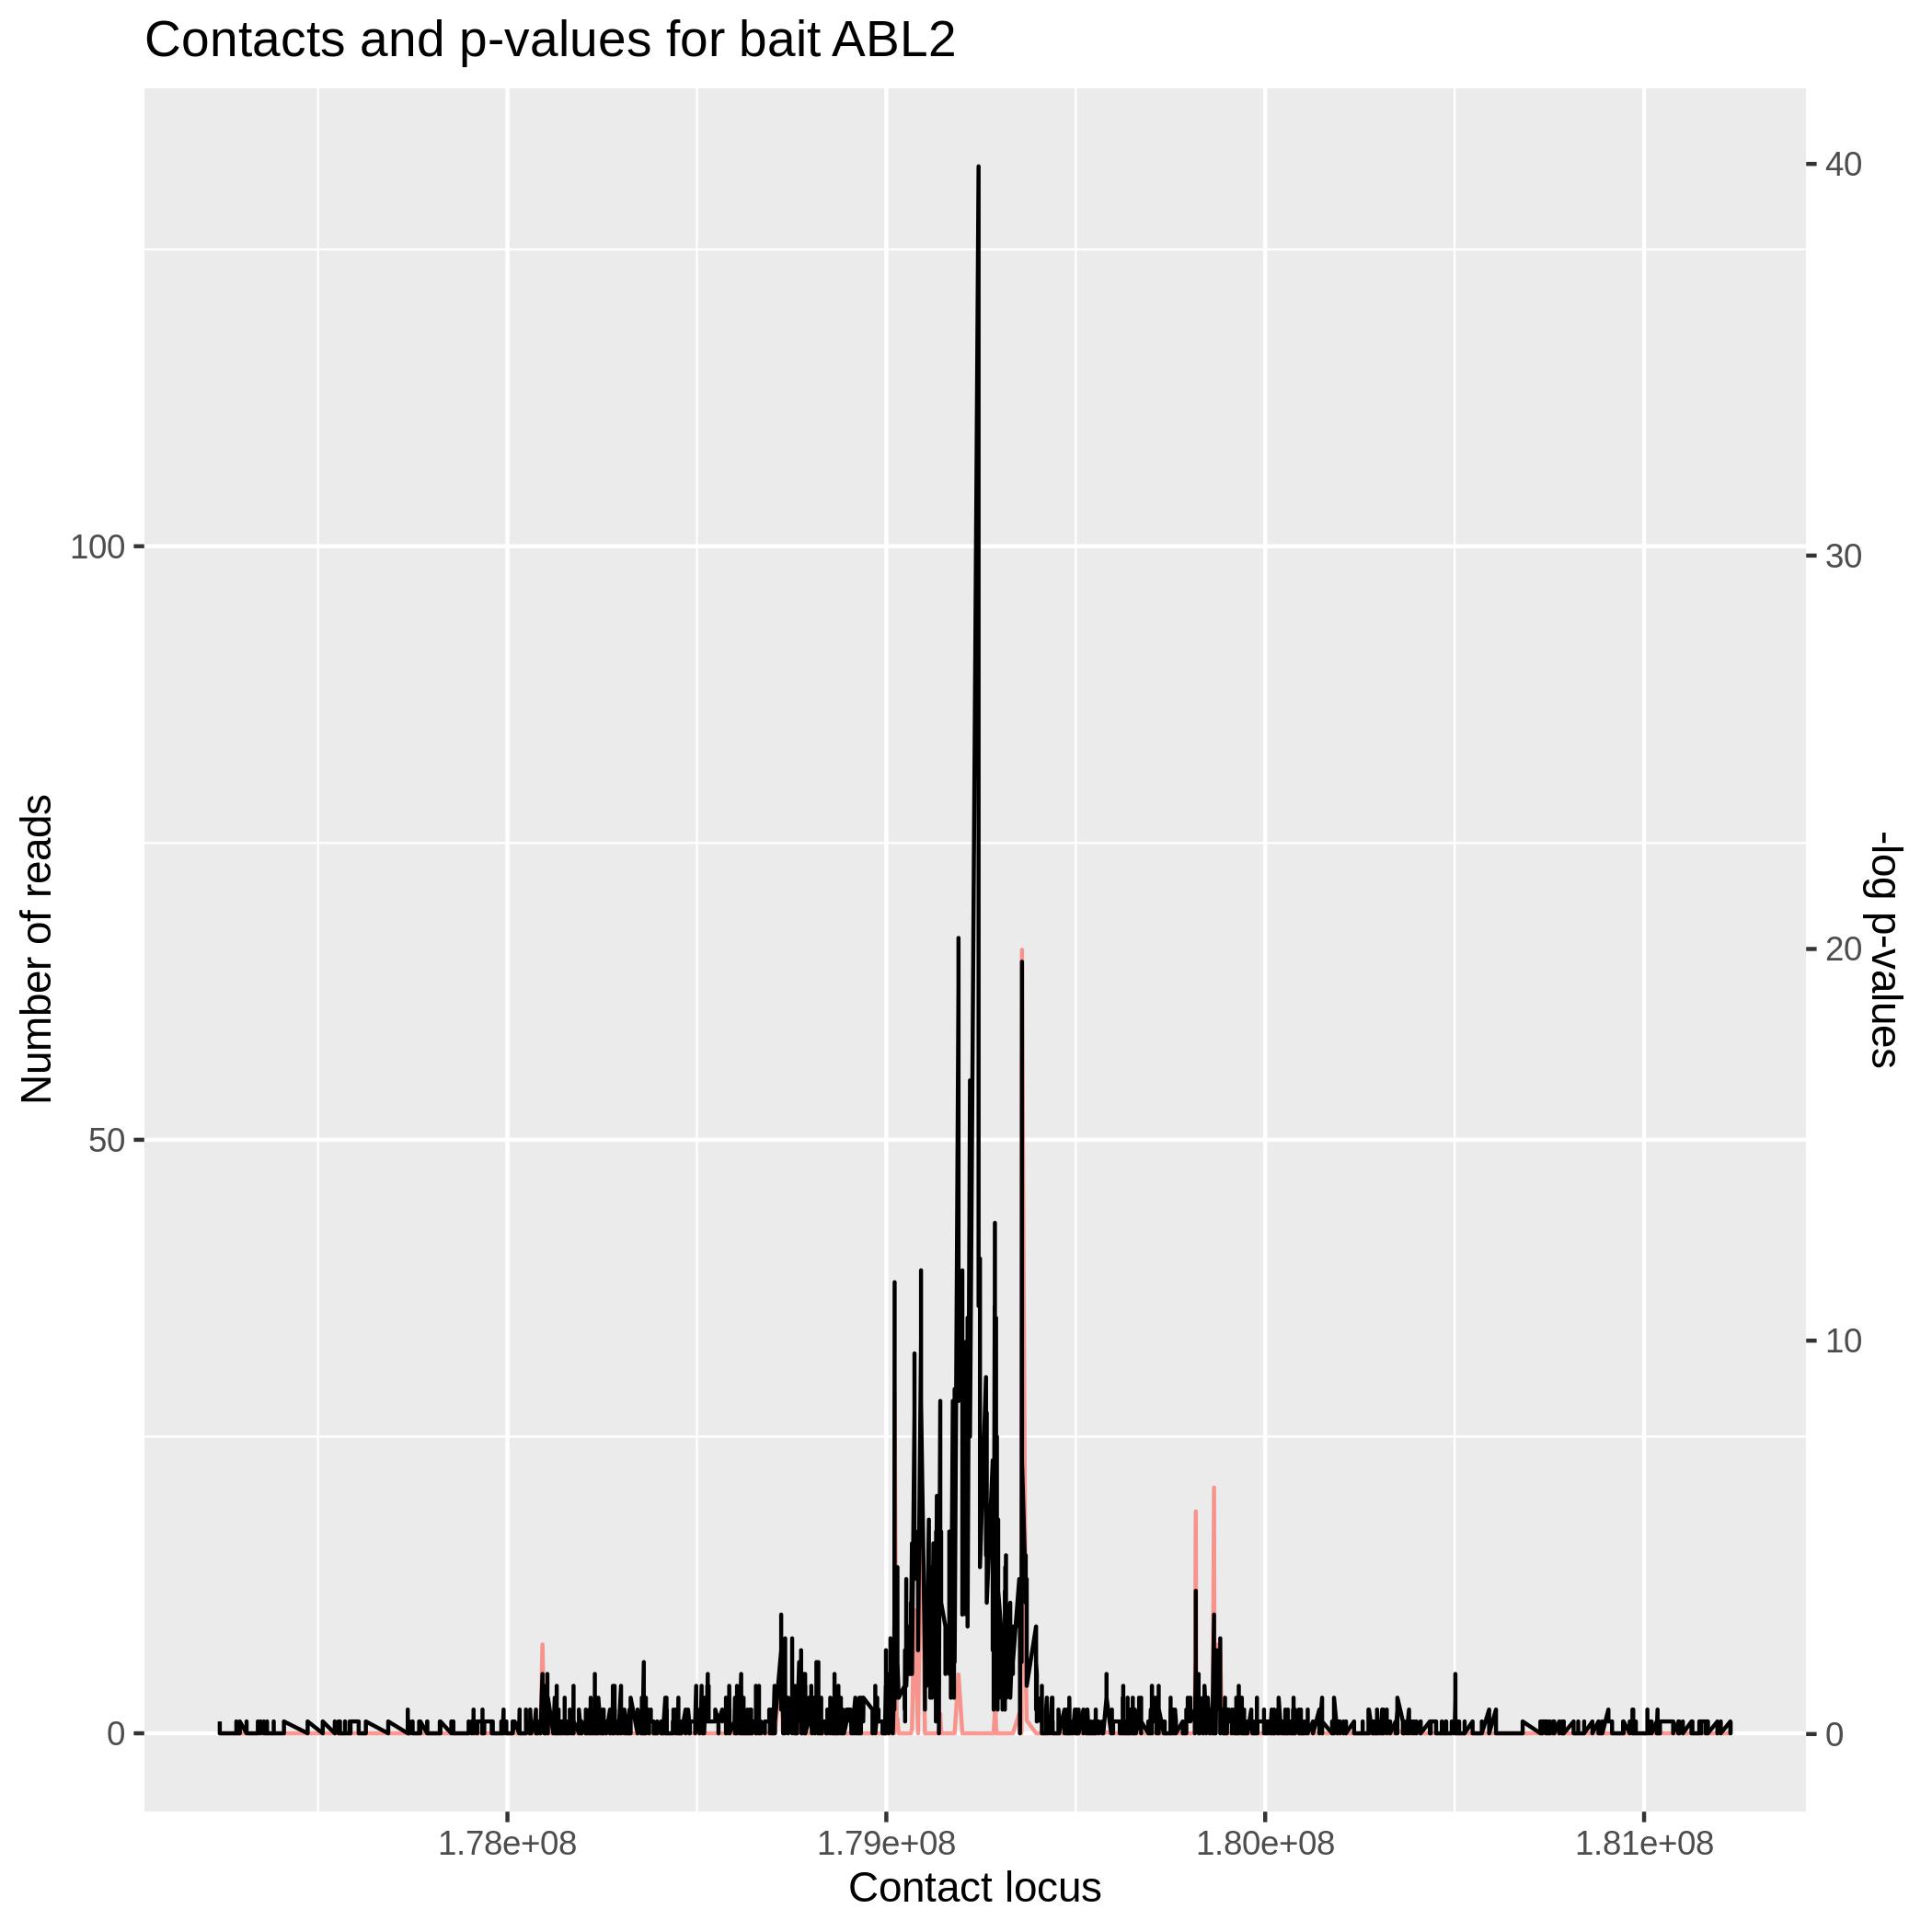 Contacts and p-values for bait ABL2
Number of reads
100
50
0
40
30
20
10
0
-log p-values
1.78e+08
1.79e+08
1.80e+08
1.81e+08
Contact locus